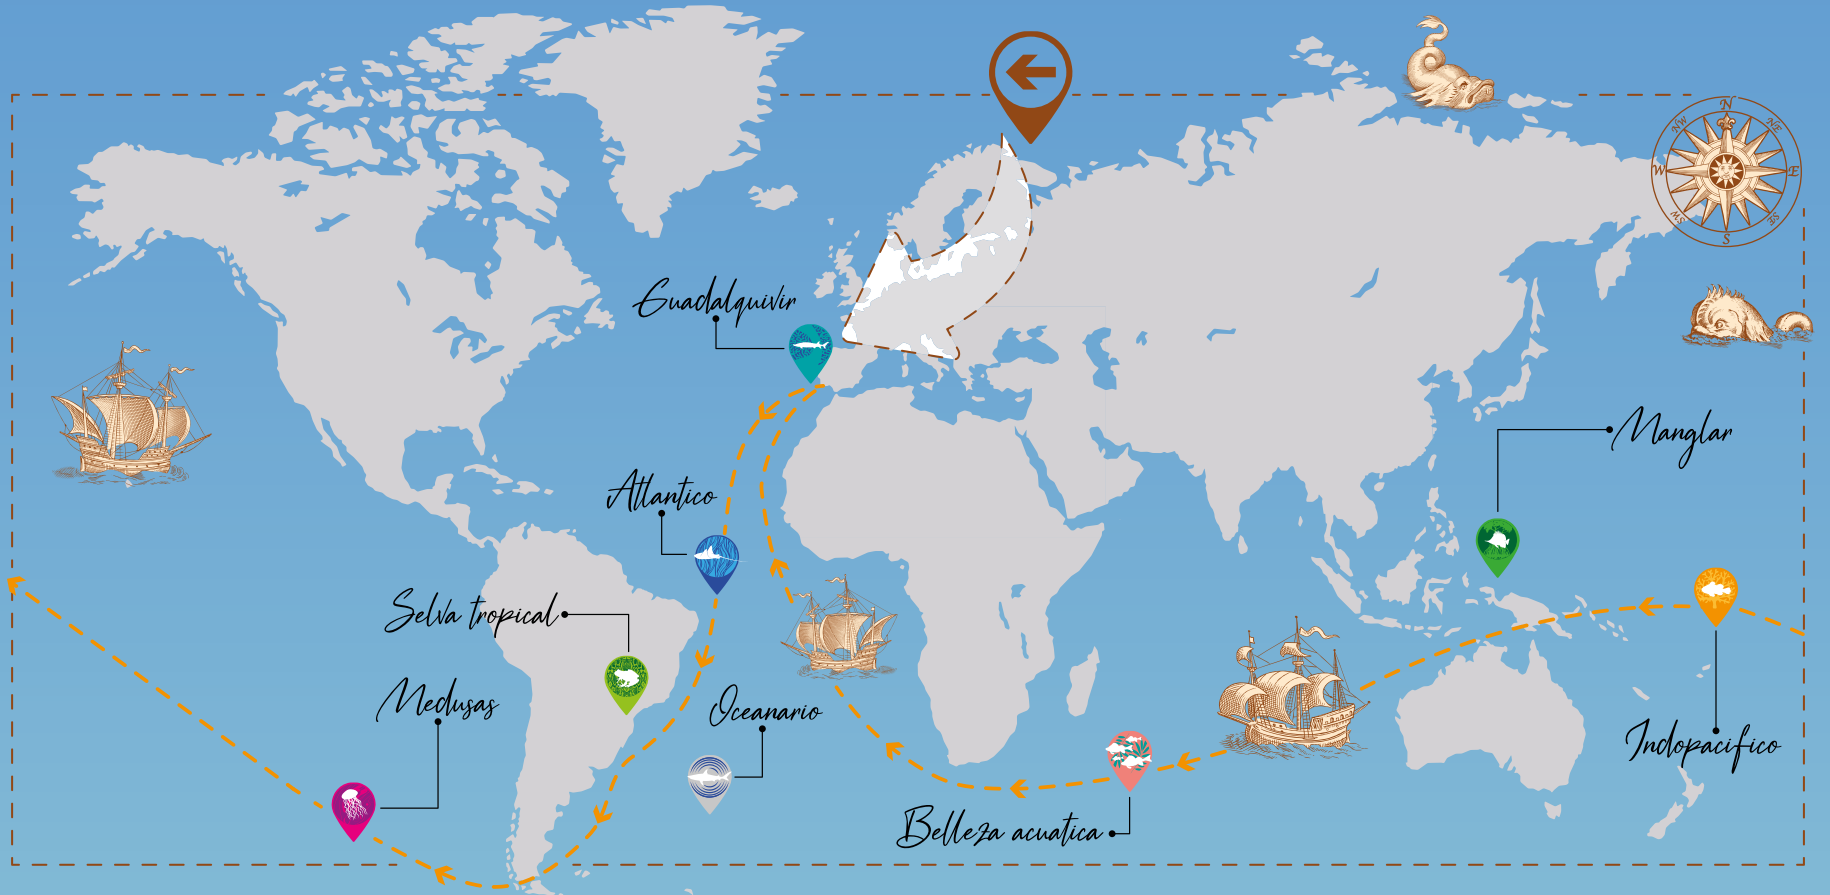 N
NW
NE
W
E
SW
SE
S
Guadalquivir
Manglar
Atlantico
Selva tropical
Medusas
Oceanario
Indopacifico
Belleza acuatica